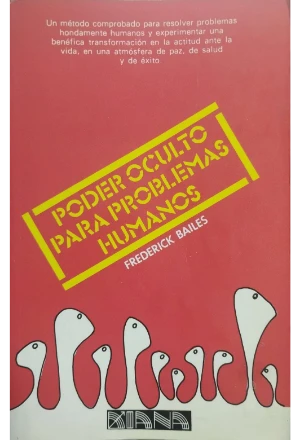 Un método comprobado para resolver problemas
hondamente humanos y experimentar una
benéfica transformación en la actitud ante la
vida, en una atmósfera de paz, de salud
y de éxito
PODER OCULTO
PARA PROBLEMAS
HUMANOS
FREDERICK BAILES
DIANA